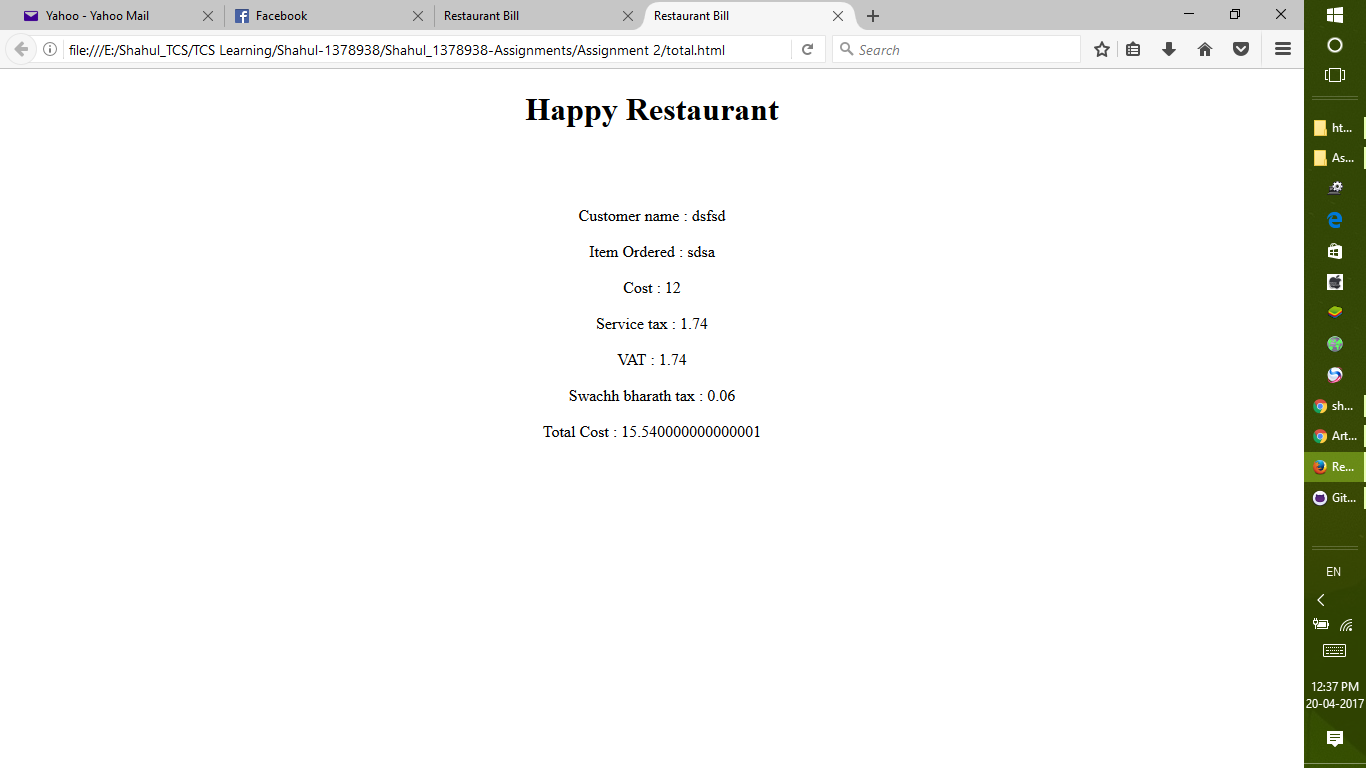 Yahoo - Yahoo Mail
Facebook
Restaurant Bill
Restaurant Bill
file:///E:/Shahul_TCS/TCS Learning/Shahul-1378938/Shahul_1378938-Assignments/Assignment 2/total.html
Search
Happy Restaurant
Customer name : dsfsd
Item Ordered : sdsa
Cost : 12
Service tax : 1.74
VAT : 1.74
Swachh bharath tax : 0.06
Total Cost : 15.540000000000001
ht...
As...
sh...
Art...
Re...
Git...
EN
12:37 PM
20-04-2017